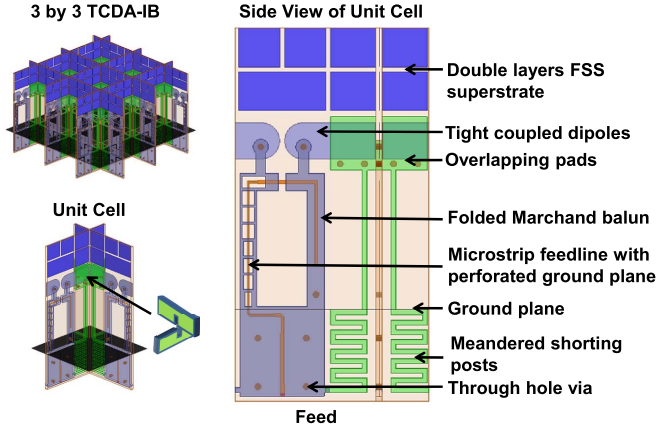 3 by 3 TCDA-IB
Side View of Unit Cell
Double layers FSS
superstrate
Tight coupled dipoles
Overlapping pads
Unit Cell
Folded Marchand balun
Microstrip feedline with
perforated ground plane
Ground plane
Meandered shorting
posts
Through hole via
Feed